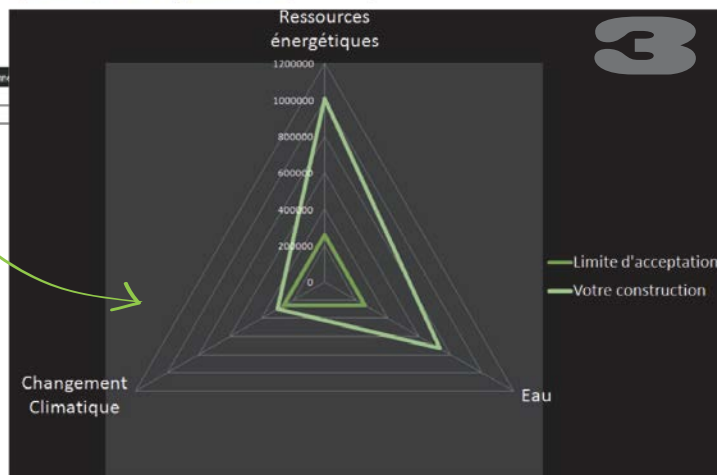 Ressources
énergétiques
3
1200000
1000000
800000
600000
400000
200000
0
Limite d'acceptation
Votre construction
Changement
Climatique
Eau